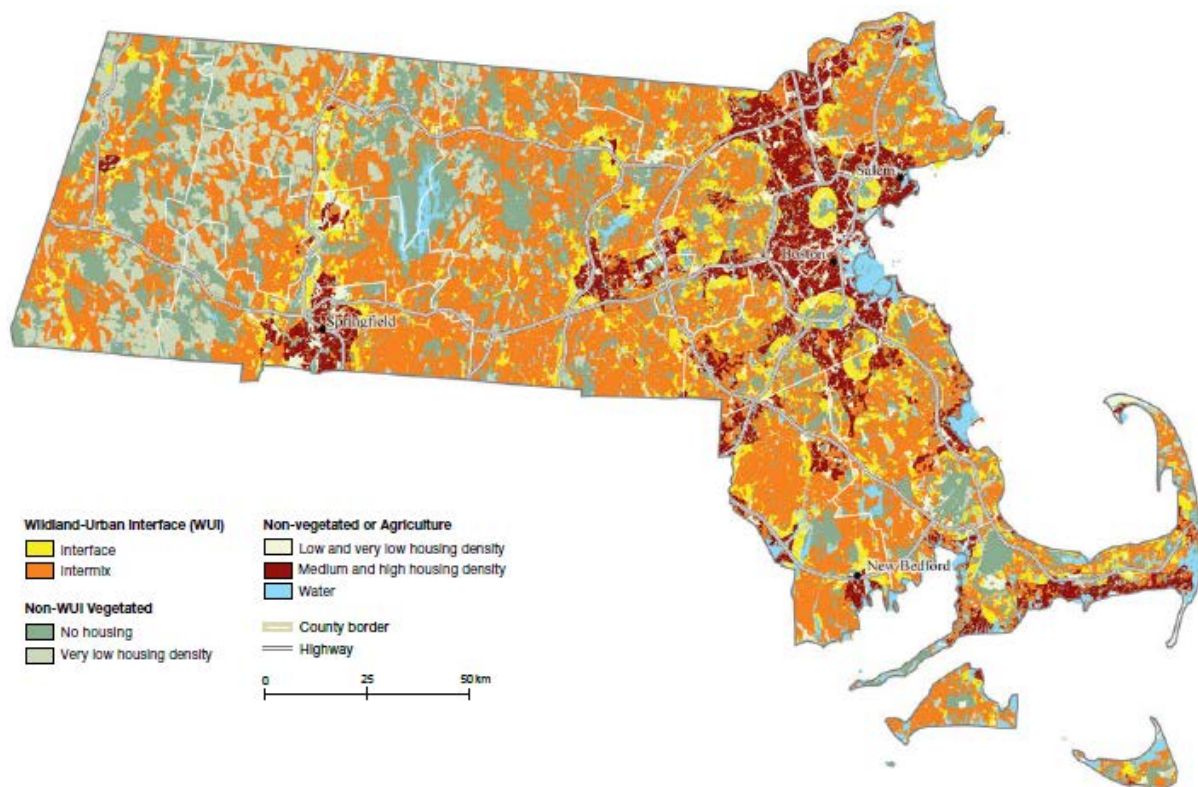 Salem
Boston
Springfield
New Bedford
Wildland-Urban Interface (WUI)
Interface
Intermix
Non-WUI Vegetated
No housing
Very low housing density
Non-vegetated or Agriculture
Low and very low housing density
Medium and high housing density
Water
County border
Highway
0 25 50 km